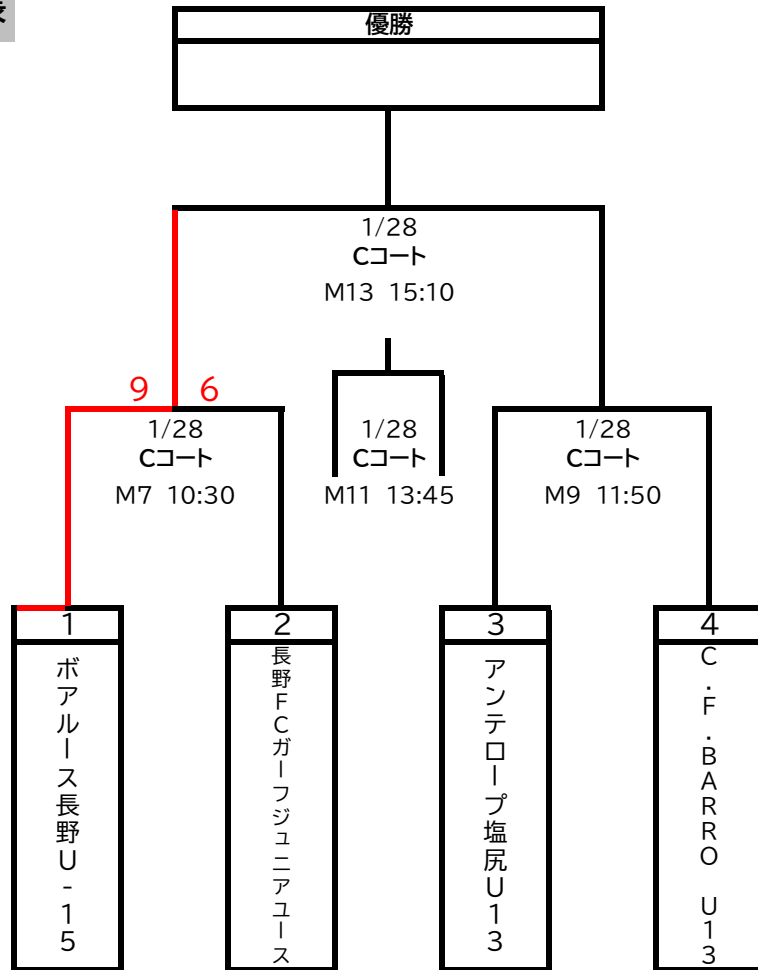 優勝
1/28
Cコート
M13 15:10
9 6
1/28
Cコート
M7 10:30
1/28
Cコート
M11 13:45
1/28
Cコート
M9 11:50
1
ボアルース長野U-15
2
長野FCガーフジュニアユース
3
アンテロープ塩尻U13
4
C.F.BARRO U13